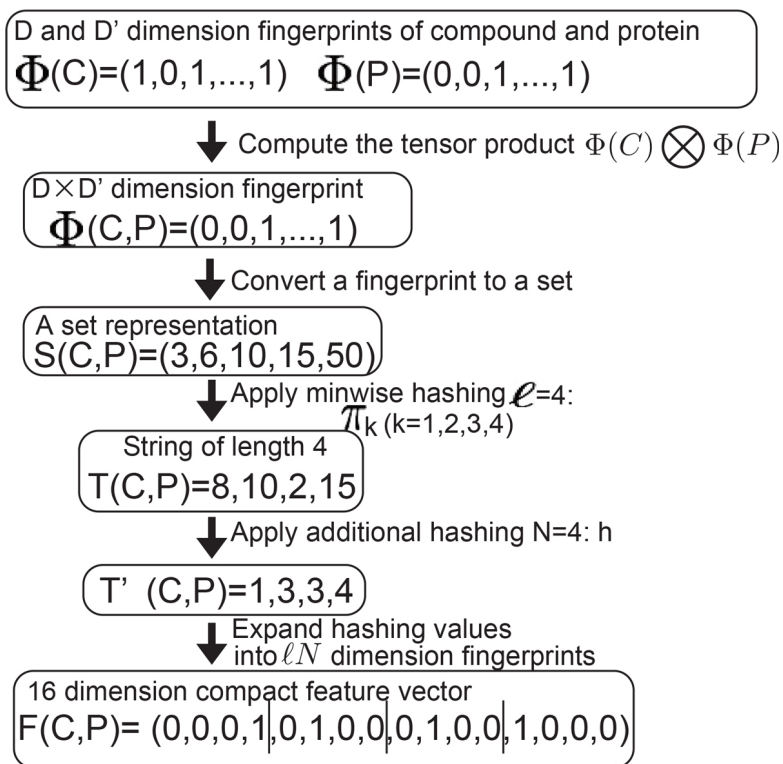 D and D' dimension fingerprints of compound and protein
Φ(C)=(1,0,1,...,1) Φ(P)=(0,0,1,...,1)
Compute the tensor product Φ(C) ⊗ Φ(P)
D×D' dimension fingerprint
Φ(C,P)=(0,0,1,...,1)
Convert a fingerprint to a set
A set representation
S(C,P)=(3,6,10,15,50)
Apply minwise hashing ℓ=4:
πk (k=1,2,3,4)
String of length 4
T(C,P)=8,10,2,15
Apply additional hashing N=4: h
T' (C,P)=1,3,3,4
Expand hashing values
into ℓN dimension fingerprints
16 dimension compact feature vector
F(C,P)= (0,0,0,1,0,1,0,0,0,1,0,0,1,0,0,0)